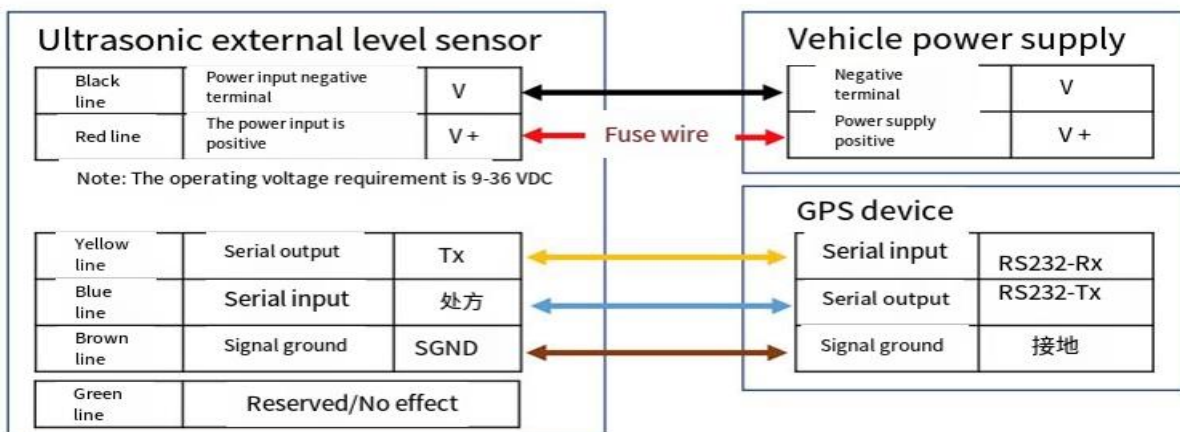 Ultrasonic external level sensor
Black line
Power input negative terminal
V
Red line
The power input is positive
V +
Note: The operating voltage requirement is 9-36 VDC
Yellow line
Serial output
Tx
Blue line
Serial input
处方
Brown line
Signal ground
SGND
Green line
Reserved/No effect
Fuse wire
Vehicle power supply
Negative terminal
V
Power supply positive
V +
GPS device
Serial input
RS232-Rx
Serial output
RS232-Tx
Signal ground
接地